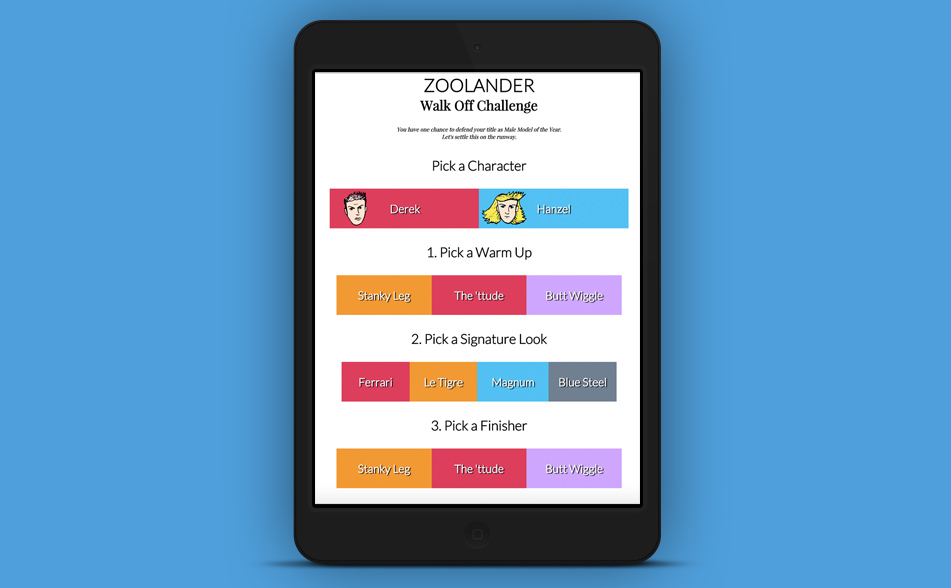 ZOOLANDER
Walk Off Challenge
You have one chance to defend your title as Male Model of the Year.
Let's settle this on the runway.
Pick a Character
Derek Hanzel
1. Pick a Warm Up
Stanky Leg The 'ttude Butt Wiggle
2. Pick a Signature Look
Ferrari Le Tigre Magnum Blue Steel
3. Pick a Finisher
Stanky Leg The 'ttude Butt Wiggle